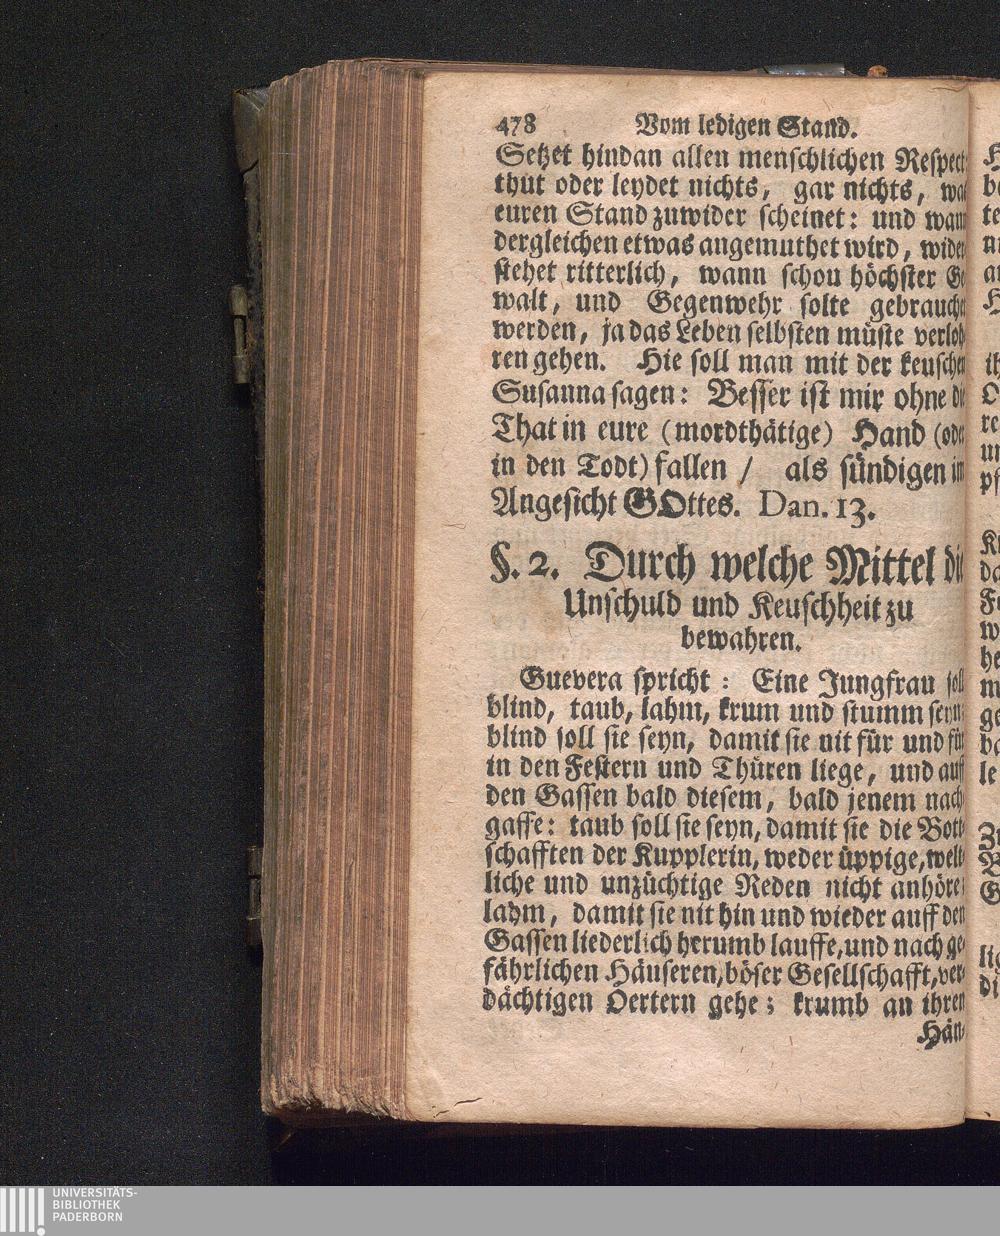 478 Vom ledigen Stand.
Setzet hindan allen menschlichen Respect
thut oder leydet nichts, gar nichts, was
euren Stand zuwider scheinet: und wann
dergleichen etwas angemuthet wird, wider
stehet ritterlich, wann schou höchster Ge
walt, und Gegenwehr solte gebrauche
werden, ja das Leben selbsten müste verloh
ren gehen. Hie soll man mit der keuschen
Susanna sagen: Besser ist mir ohne die
That in eure (mordthätige) Hand (oder
in den Todt) fallen / als sündigen im
Angesicht GOttes. Dan. 13.
§. 2. Durch welche Mittel die
Unschuld und Keuschheit zu
bewahren.
Guevera spricht: Eine Jungfrau soll
blind, taub, lahm, krum und stumm seyn;
blind soll sie seyn, damit sie nit für und für
in den Festern und Thüren liege, und auff
den Gassen bald diesem, bald jenem nach
gaffe: taub soll sie seyn, damit sie die Bott-
schafften der Kupplerin, weder üppige, welt-
liche und unzüchtige Reden nicht anhöre;
lahm, damit sie nit hin und wieder auff den
Gassen liederlich herumb lauffe, und nach ge-
fährlichen Häuseren, böser Gesellschafft, ver-
dächtigen Oertern gehe; krumb an ihren
Hän-
UNIVERSITÄTS-
BIBLIOTHEK
PADERBORN